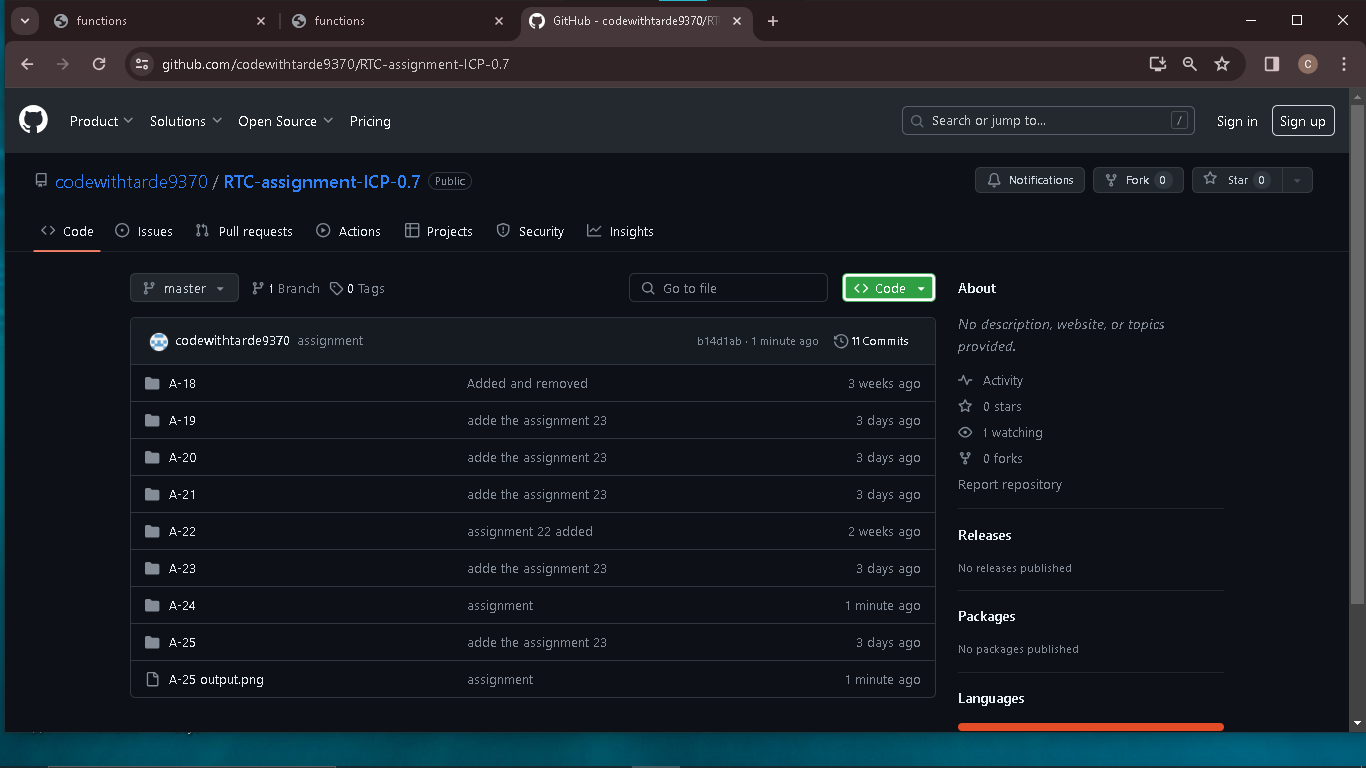 functions
functions
GitHub - codewithtarde9370/RT
github.com/codewithtarde9370/RTC-assignment-ICP-0.7
C
Product
Solutions
Open Source
Pricing
Search or jump to...
/
Sign in
Sign up
codewithtarde9370 / RTC-assignment-ICP-0.7
Public
Notifications
Fork 0
Star 0
Code
Issues
Pull requests
Actions
Projects
Security
Insights
master
1 Branch
0 Tags
Go to file
Code
codewithtarde9370 assignment
b14d1ab · 1 minute ago
11 Commits
A-18 Added and removed 3 weeks ago
A-19 adde the assignment 23 3 days ago
A-20 adde the assignment 23 3 days ago
A-21 adde the assignment 23 3 days ago
A-22 assignment 22 added 2 weeks ago
A-23 adde the assignment 23 3 days ago
A-24 assignment 1 minute ago
A-25 adde the assignment 23 3 days ago
A-25 output.png assignment 1 minute ago
About
No description, website, or topics
provided.
Activity
0 stars
1 watching
0 forks
Report repository
Releases
No releases published
Packages
No packages published
Languages